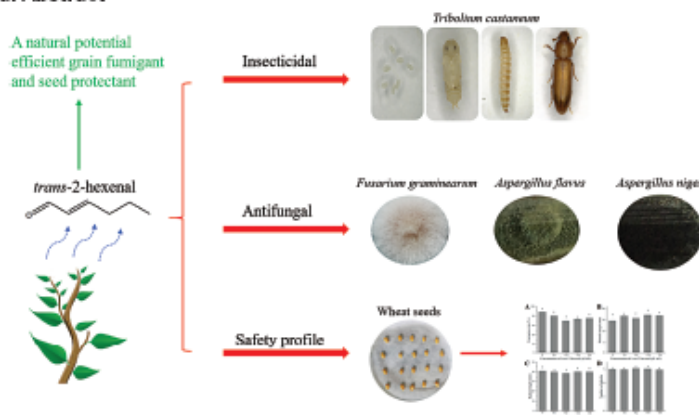 A natural potential
efficient grain fumigant
and seed protectant
trans-2-hexenal
Insecticidal
Tribolium castaneum
Antifungal
Fusarium graminearum
Aspergillus flavus
Aspergillus nige
Safety profile
Wheat seeds
A
B
C
D